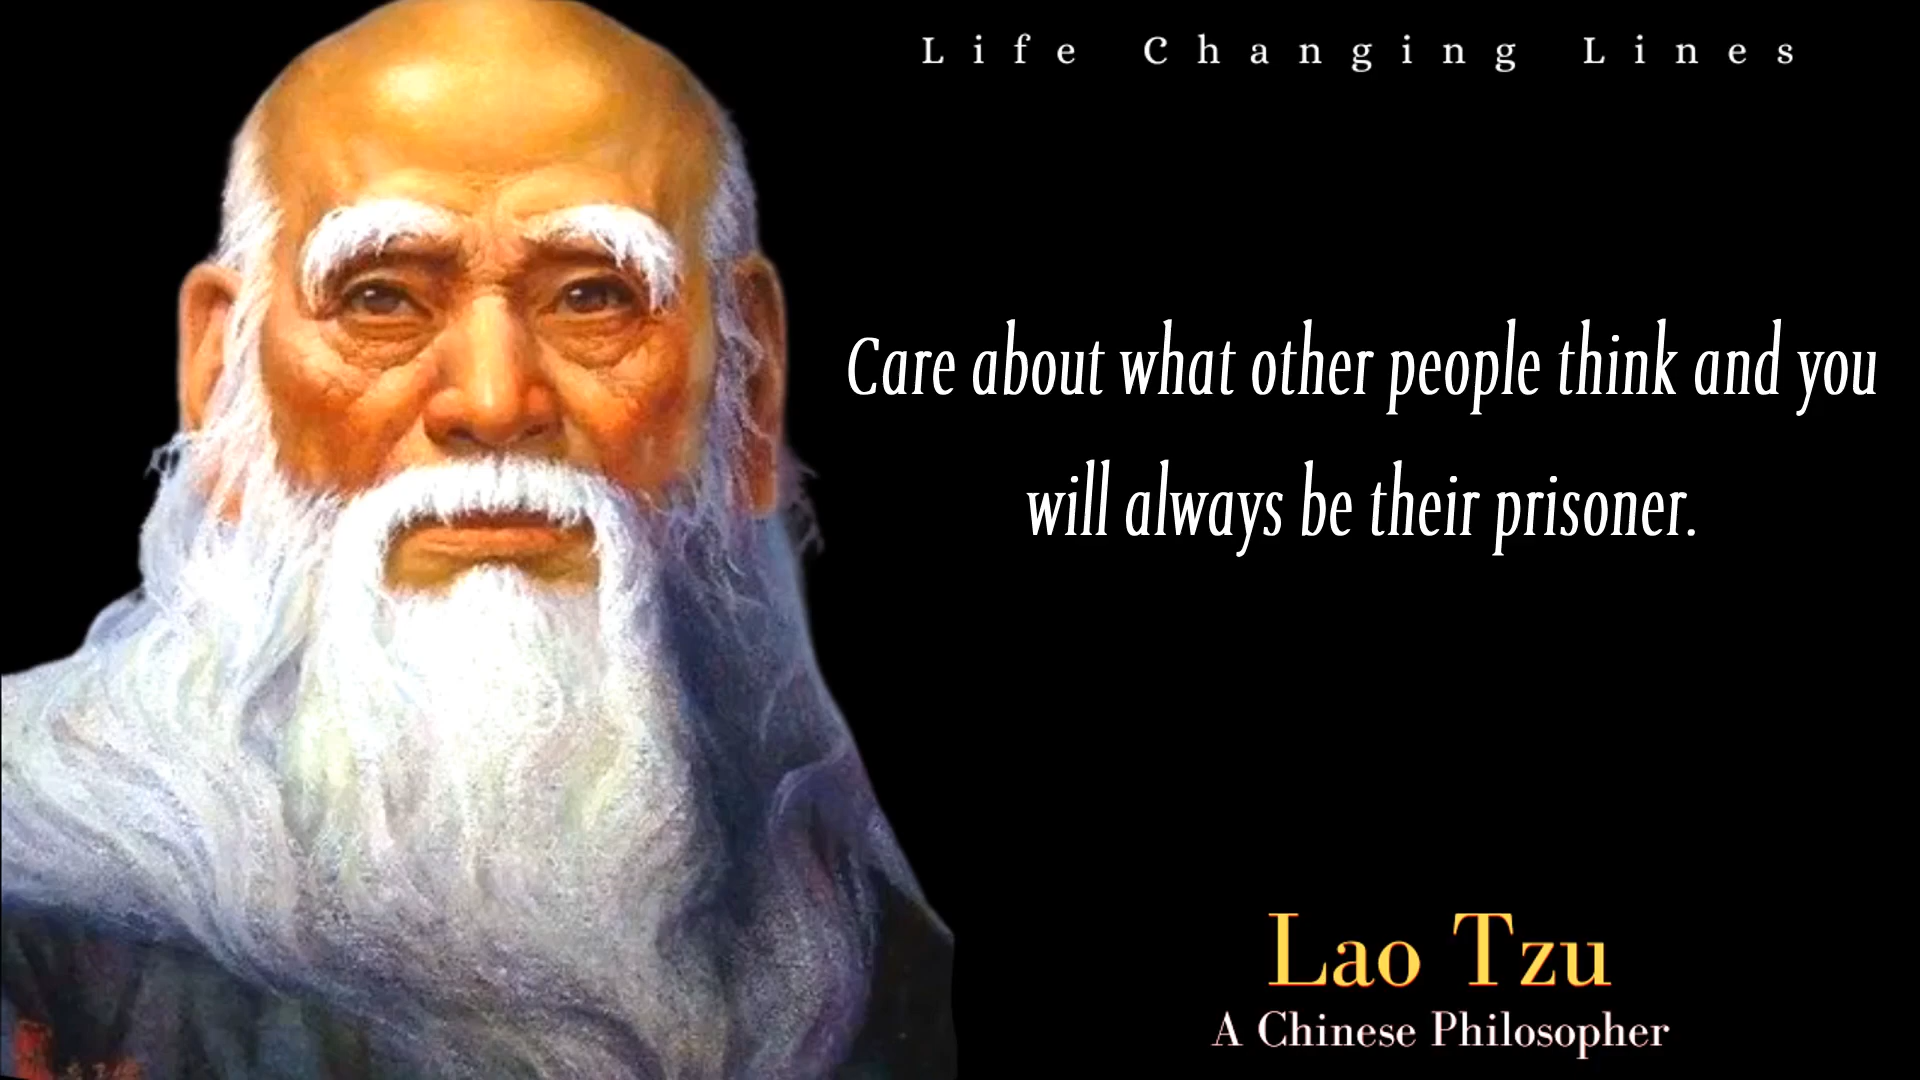 Life Changing Lines
Care about what other people think and you
will always be their prisoner.
Lao Tzu
A Chinese Philosopher